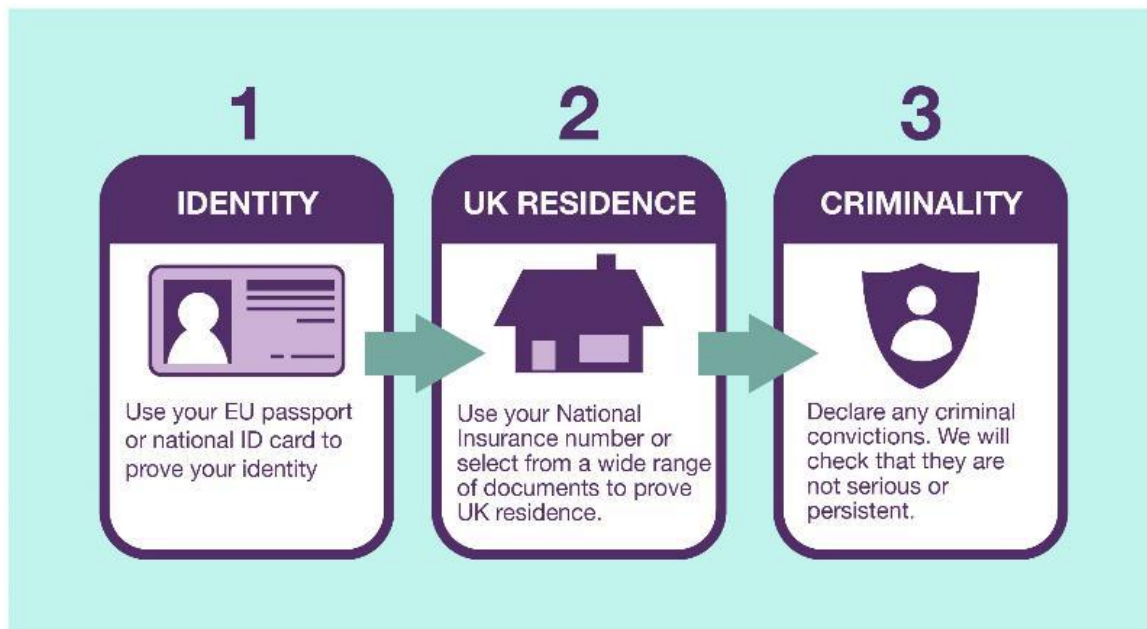 1
IDENTITY
Use your EU passport
or national ID card to
prove your identity
2
UK RESIDENCE
Use your National
Insurance number or
select from a wide range
of documents to prove
UK residence.
3
CRIMINALITY
Declare any criminal
convictions. We will
check that they are
not serious or
persistent.